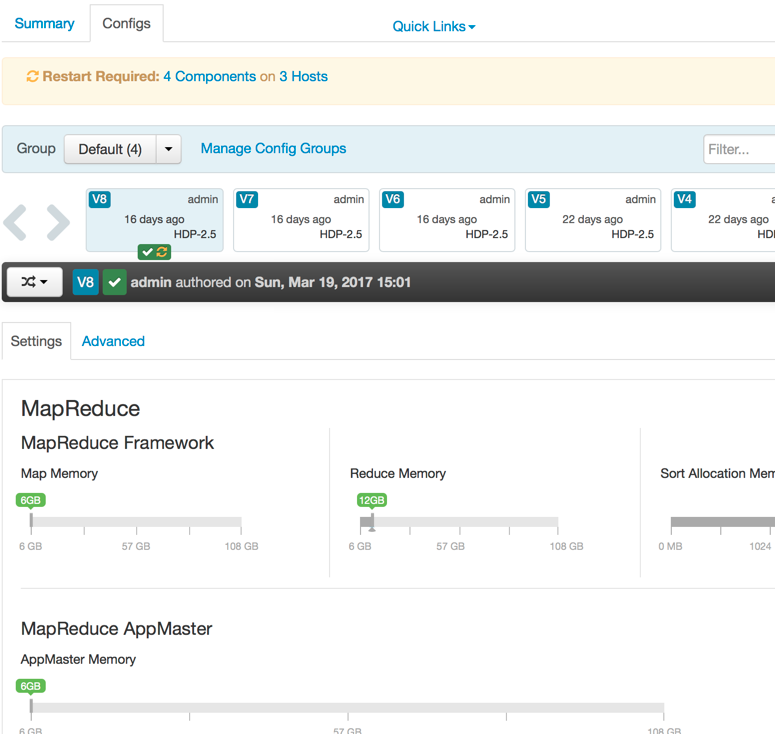 Summary Configs Quick Links
Restart Required: 4 Components on 3 Hosts
Group Default (4) Manage Config Groups Filter...
V8 admin V7 admin V6 admin V5 admin V4
16 days ago 16 days ago 16 days ago 22 days ago 22 days ago
HDP-2.5 HDP-2.5 HDP-2.5 HDP-2.5
V8 admin authored on Sun, Mar 19, 2017 15:01
Settings Advanced
MapReduce
MapReduce Framework
Map Memory Reduce Memory Sort Allocation
6GB 12GB
6 GB 57 GB 108 GB 6 GB 57 GB 108 GB 0 MB 1024
MapReduce AppMaster
AppMaster Memory
6GB
6 GB 57 GB 108 GB